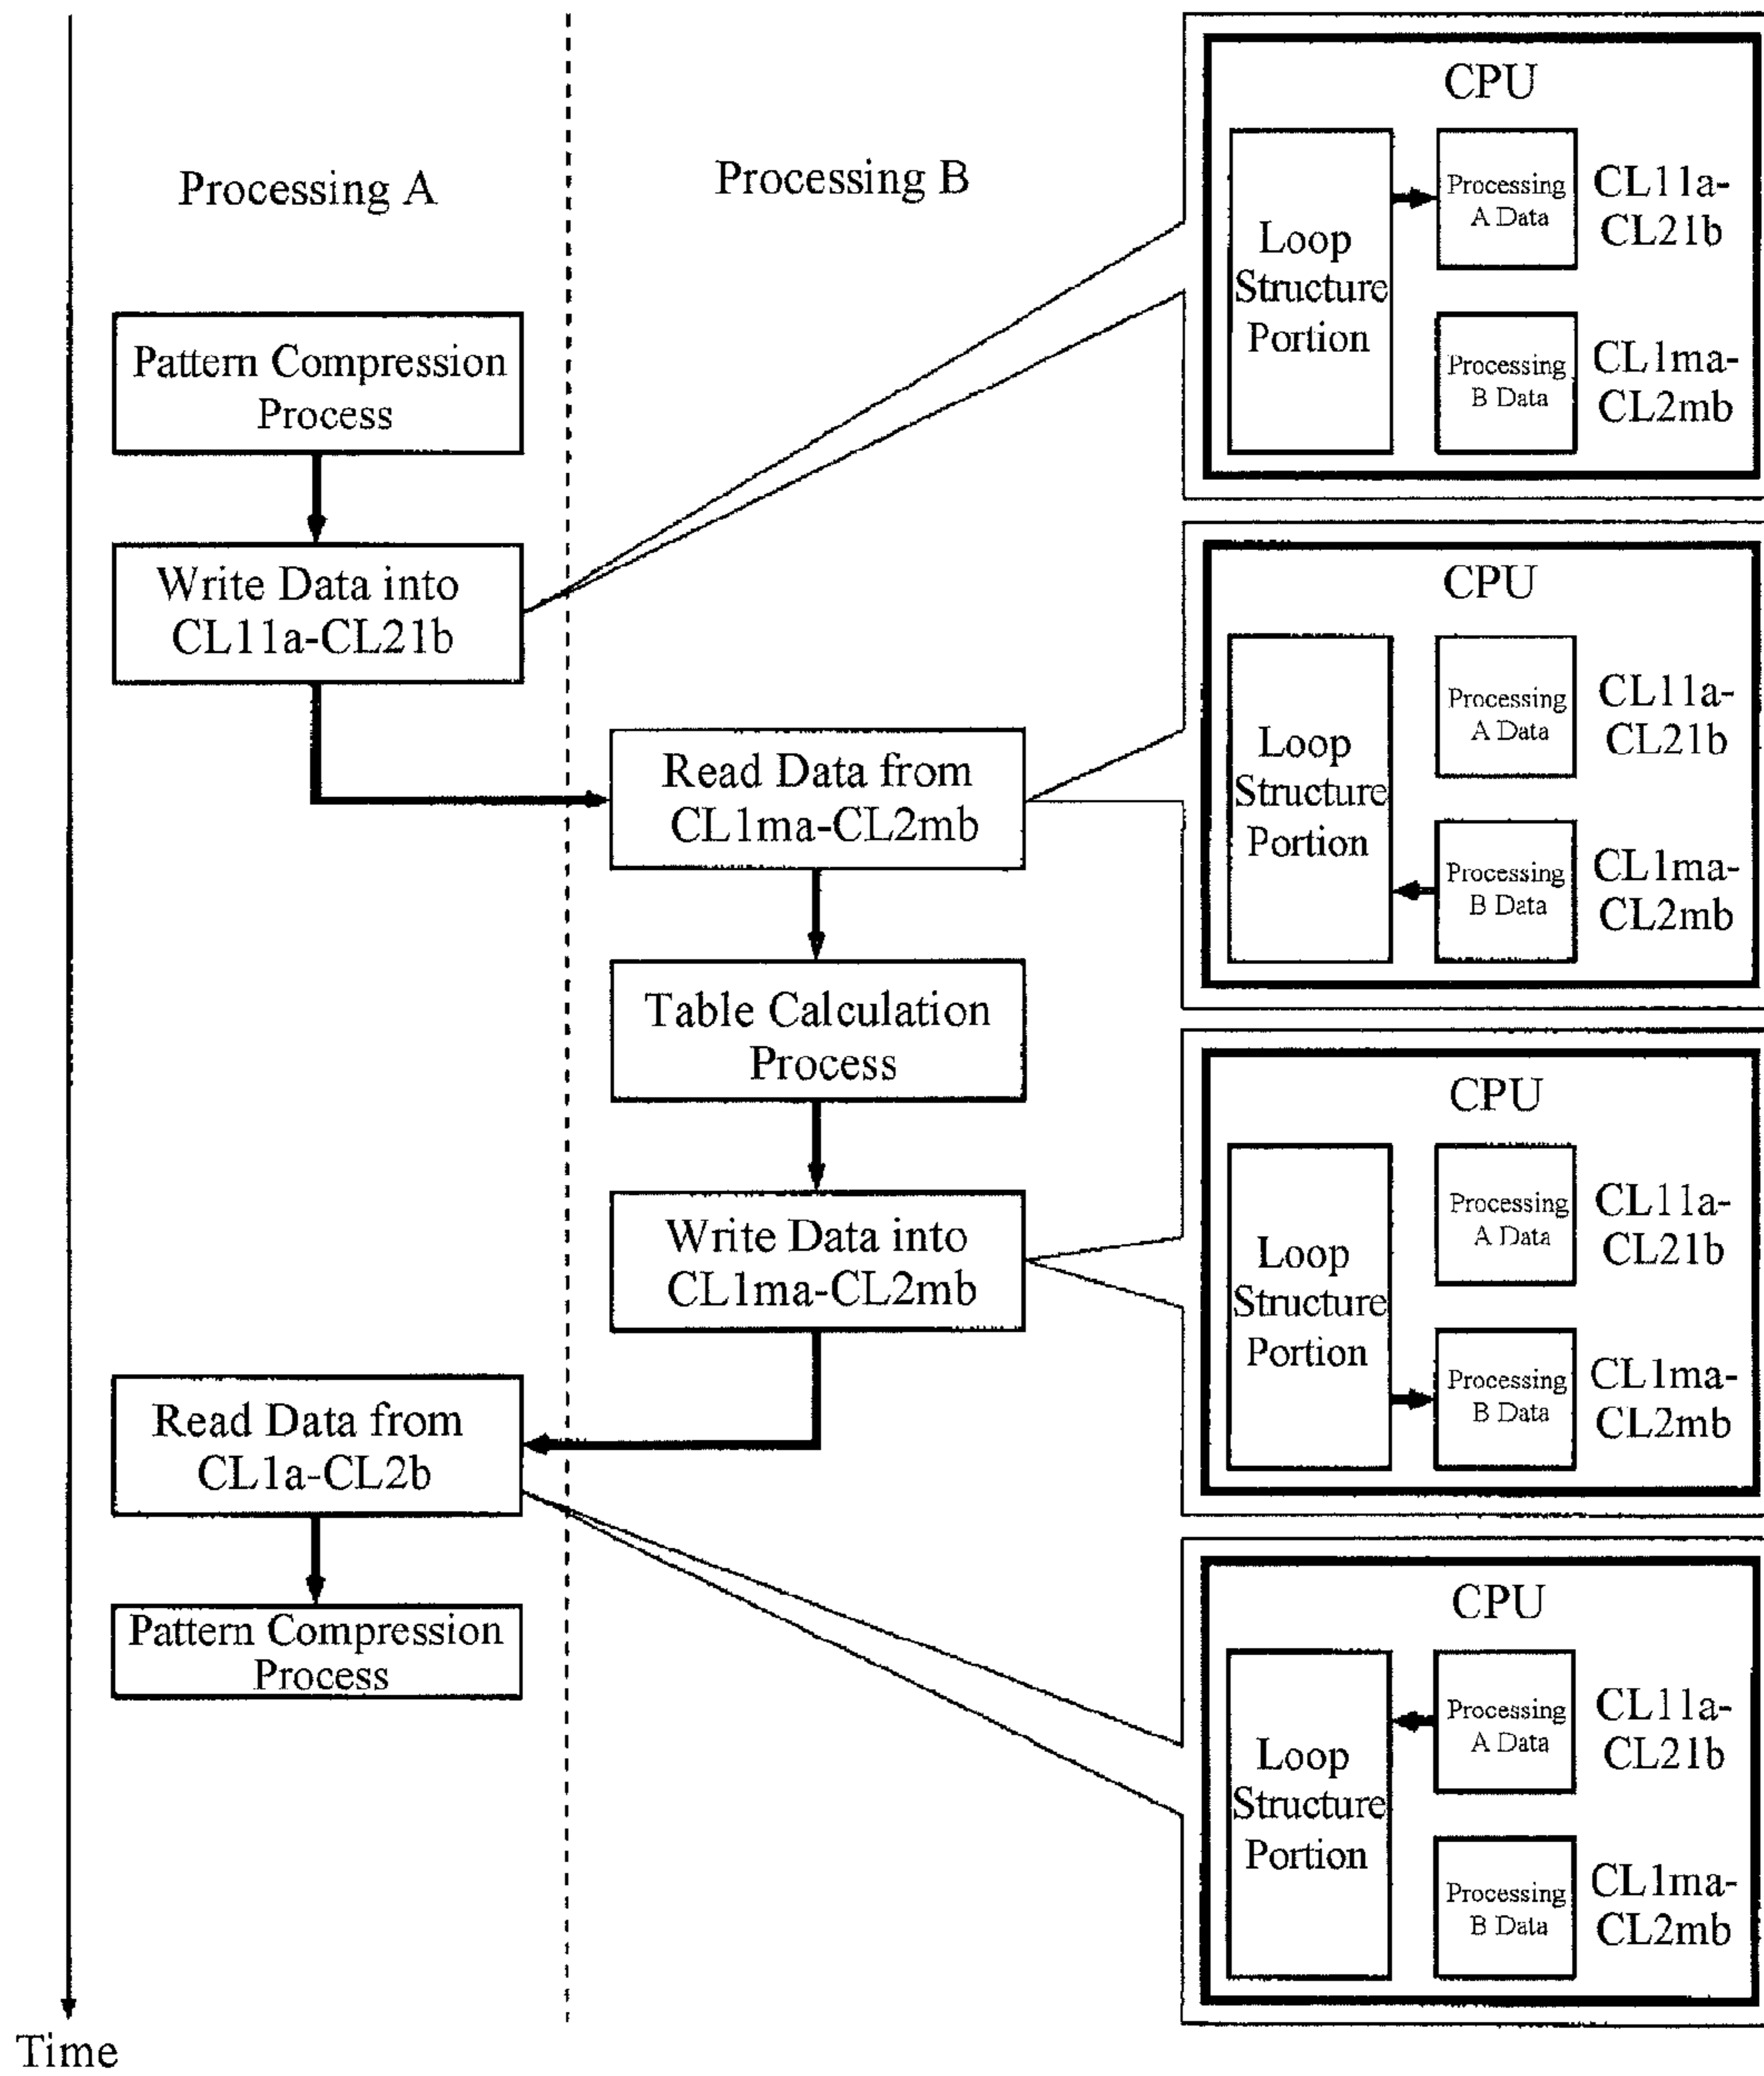 Processing A
Processing B
Pattern Compression
Process
Write Data into
CL11a-CL21b
Read Data from
CL1ma-CL2mb
Table Calculation
Process
Write Data into
CL1ma-CL2mb
Read Data from
CL1a-CL2b
Pattern Compression
Process
Time
CPU
Loop
Structure
Portion
Processing
A Data
CL11a-
CL21b
Processing
B Data
CL1ma-
CL2mb
CPU
Loop
Structure
Portion
Processing
A Data
CL11a-
CL21b
Processing
B Data
CL1ma-
CL2mb
CPU
Loop
Structure
Portion
Processing
A Data
CL11a-
CL21b
Processing
B Data
CL1ma-
CL2mb
CPU
Loop
Structure
Portion
Processing
A Data
CL11a-
CL21b
Processing
B Data
CL1ma-
CL2mb